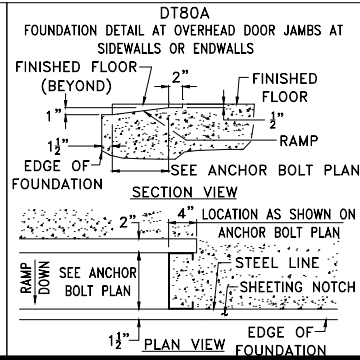 DT80A
FOUNDATION DETAIL AT OVERHEAD DOOR JAMBS AT
SIDEWALLS OR ENDWALLS
FINISHED FLOOR
(BEYOND)
2"
FINISHED
FLOOR
1"
1/2"
RAMP
1 1/2"
EDGE OF
FOUNDATION
SEE ANCHOR BOLT PLAN
SECTION VIEW
2"
4"
LOCATION AS SHOWN ON
ANCHOR BOLT PLAN
RAMP
DOWN
SEE ANCHOR
BOLT PLAN
STEEL LINE
SHEETING NOTCH
1 1/2"
PLAN VIEW
EDGE OF
FOUNDATION